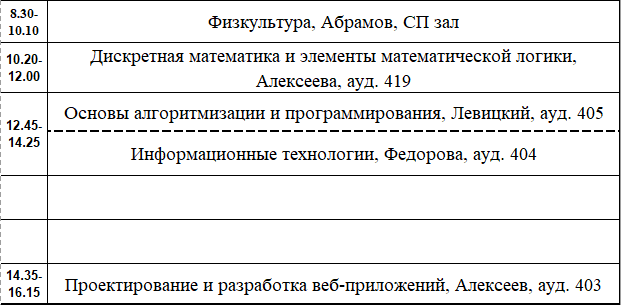 8.30-
10.10
Физкультура, Абрамов, СП зал
10.20-
12.00
Дискретная математика и элементы математической логики,
Алексеева, ауд. 419
12.45-
14.25
Основы алгоритмизации и программирования, Левицкий, ауд. 405
Информационные технологии, Федорова, ауд. 404
14.35-
16.15
Проектирование и разработка веб-приложений, Алексеев, ауд. 403